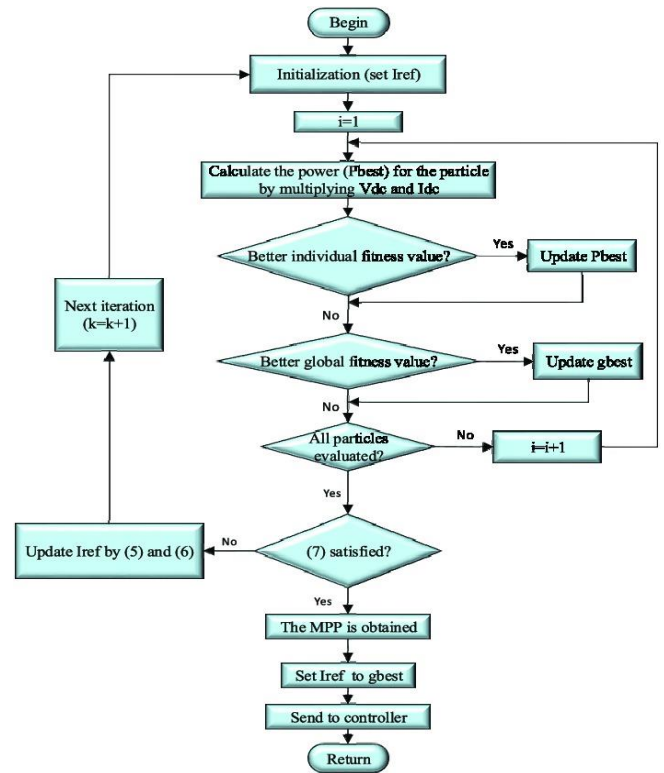 Begin
Initialization (set Iref)
i=1
Calculate the power (Pbest) for the particle
by multiplying Vdc and Idc
Better individual fitness value?
Yes
Update Pbest
No
Next iteration
(k=k+1)
Better global fitness value?
Yes
Update gbest
No
All particles
evaluated?
No
i=i+1
Yes
Update Iref by (5) and (6)
No
(7) satisfied?
Yes
The MPP is obtained
Set Iref to gbest
Send to controller
Return